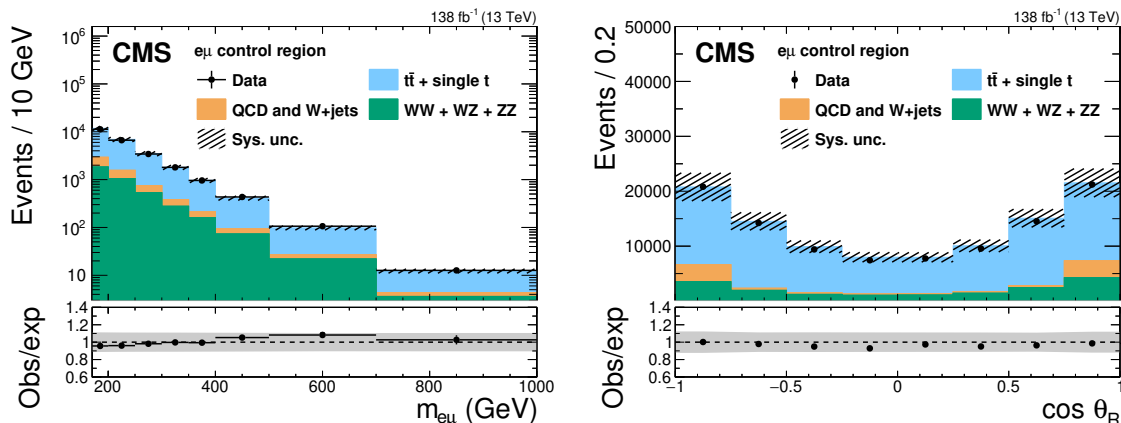 138 fb⁻¹ (13 TeV)
CMS
eμ control region
Data
tt̄ + single t
QCD and W+jets
WW + WZ + ZZ
Sys. unc.
Events / 10 GeV
10⁶
10⁵
10⁴
10³
10²
10
Obs/exp
1.4
1.2
1.0
0.8
0.6
200
400
600
800
1000
m_eμ (GeV)
138 fb⁻¹ (13 TeV)
CMS
eμ control region
Data
tt̄ + single t
QCD and W+jets
WW + WZ + ZZ
Sys. unc.
Events / 0.2
50000
40000
30000
20000
10000
Obs/exp
1.4
1.2
1.0
0.8
0.6
−1
−0.5
0
0.5
1
cos θ_R